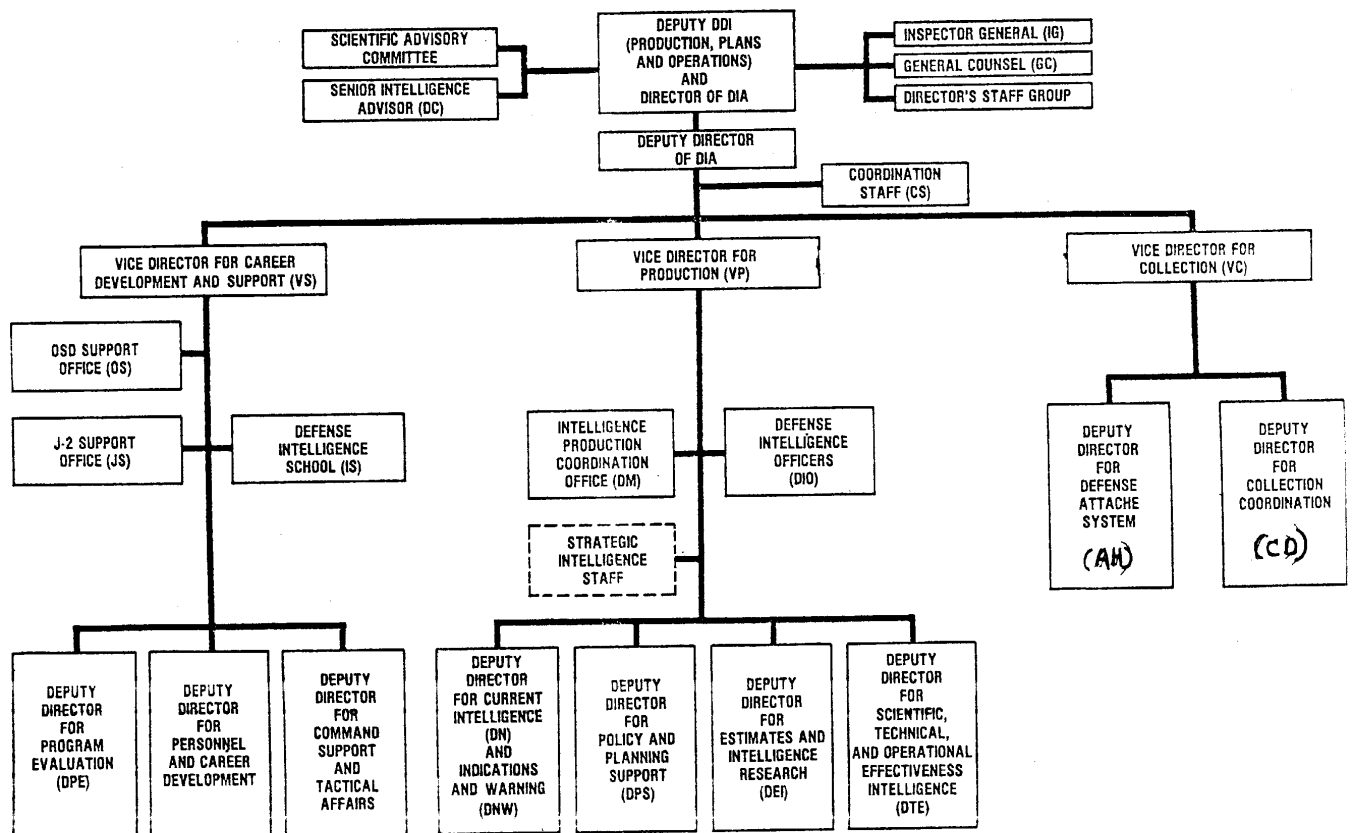 DEPUTY DDI
(PRODUCTION, PLANS
AND OPERATIONS)
AND
DIRECTOR OF DIA
SCIENTIFIC ADVISORY
COMMITTEE
SENIOR INTELLIGENCE
ADVISOR (DC)
INSPECTOR GENERAL (IG)
GENERAL COUNSEL (GC)
DIRECTOR'S STAFF GROUP
DEPUTY DIRECTOR
OF DIA
COORDINATION
STAFF (CS)
VICE DIRECTOR FOR CAREER
DEVELOPMENT AND SUPPORT (VS)
VICE DIRECTOR FOR
PRODUCTION (VP)
VICE DIRECTOR FOR
COLLECTION (VC)
OSD SUPPORT
OFFICE (OS)
J-2 SUPPORT
OFFICE (JS)
DEFENSE
INTELLIGENCE
SCHOOL (IS)
INTELLIGENCE
PRODUCTION
COORDINATION
OFFICE (DM)
DEFENSE
INTELLIGENCE
OFFICERS
(DIO)
DEPUTY
DIRECTOR
FOR
DEFENSE
ATTACHE
SYSTEM
(AH)
DEPUTY
DIRECTOR
FOR
COLLECTION
COORDINATION
(CD)
STRATEGIC
INTELLIGENCE
STAFF
DEPUTY
DIRECTOR
FOR
PROGRAM
EVALUATION
(DPE)
DEPUTY
DIRECTOR
FOR
PERSONNEL
AND CAREER
DEVELOPMENT
DEPUTY
DIRECTOR
FOR
COMMAND
SUPPORT
AND
TACTICAL
AFFAIRS
DEPUTY
DIRECTOR
FOR CURRENT
INTELLIGENCE
(DN)
AND
INDICATIONS
AND WARNING
(DNW)
DEPUTY
DIRECTOR
FOR
POLICY AND
PLANNING
SUPPORT
(DPS)
DEPUTY
DIRECTOR
FOR
ESTIMATES AND
INTELLIGENCE
RESEARCH
(DEI)
DEPUTY
DIRECTOR
FOR
SCIENTIFIC,
TECHNICAL,
AND OPERATIONAL
EFFECTIVENESS
INTELLIGENCE
(DTE)